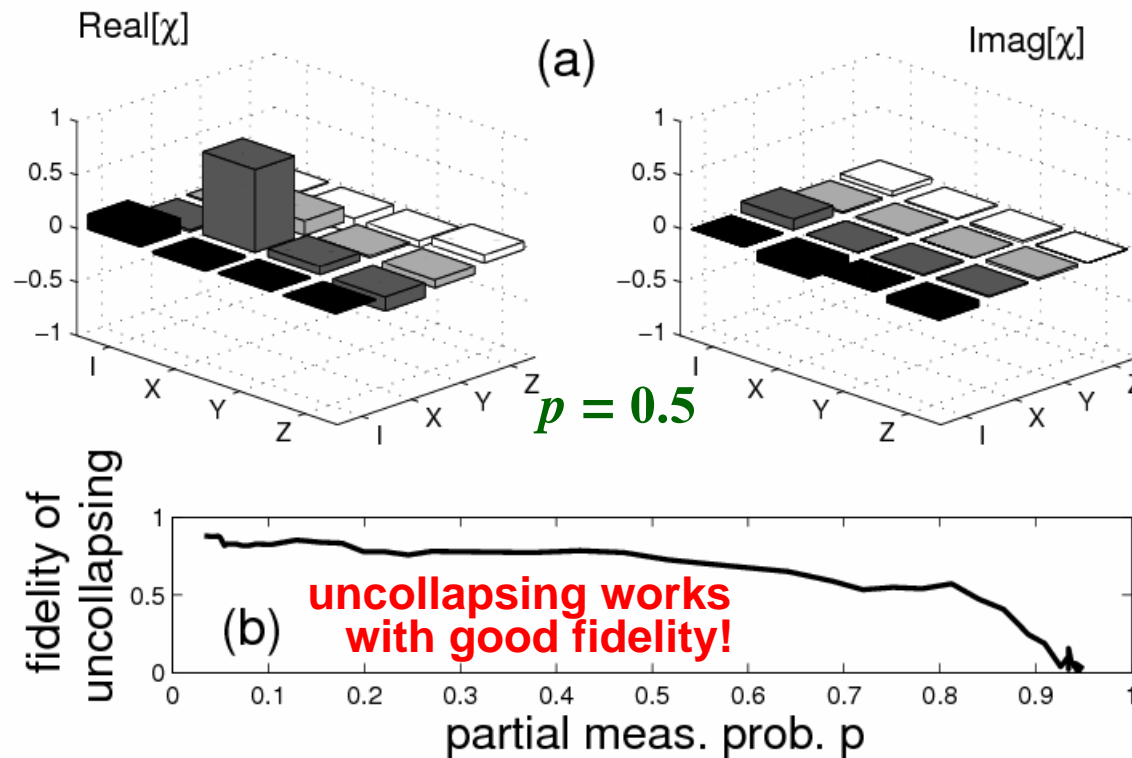 Real[χ]
(a)
Imag[χ]
1
0.5
0
−0.5
−1
I
X
Y
Z
I
X
Y
Z
1
0.5
0
−0.5
−1
I
X
Y
Z
I
X
Y
Z
p = 0.5
fidelity of
uncollapsing
1
0.5
0
uncollapsing works
with good fidelity!
(b)
0 0.1 0.2 0.3 0.4 0.5 0.6 0.7 0.8 0.9 1
partial meas. prob. p